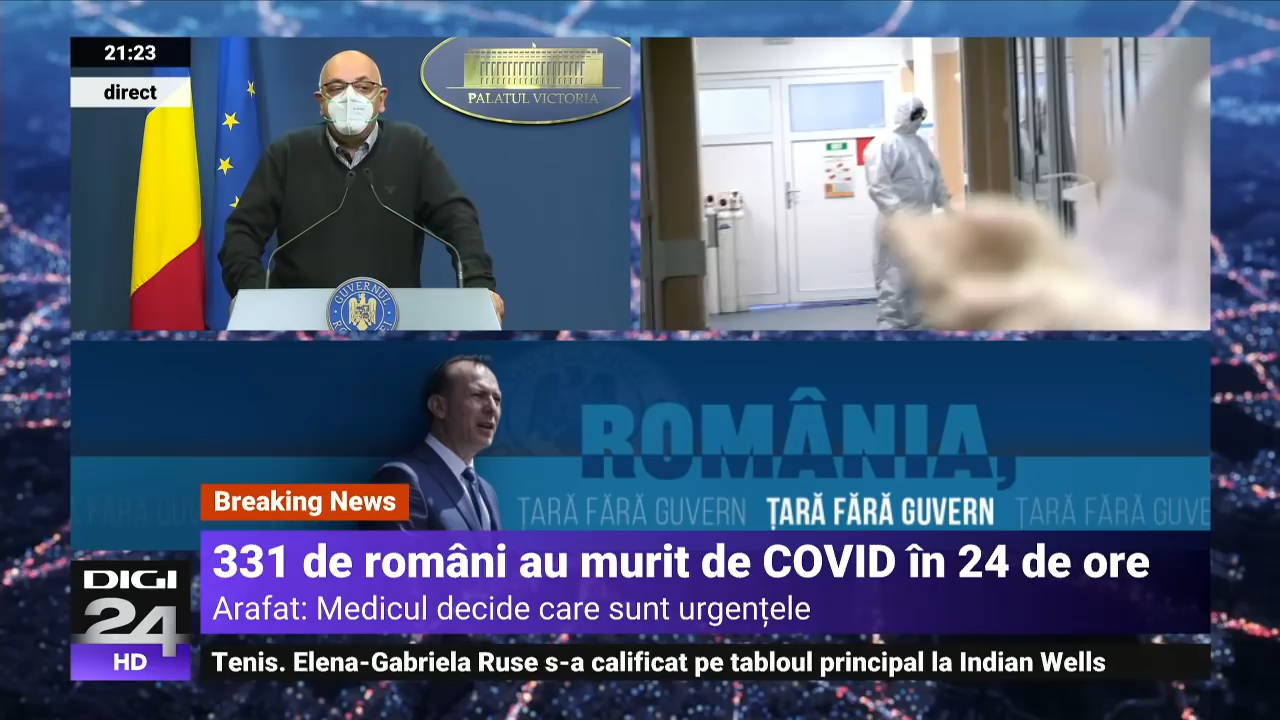 21:23
direct
PALATUL VICTORIA
GUVERNUL
ROMÂNIA,
ȚARĂ FĂRĂ GUVERN ȚARĂ FĂRĂ GUVERN ȚARĂ FĂRĂ GUVE
Breaking News
331 de români au murit de COVID în 24 de ore
Arafat: Medicul decide care sunt urgențele
DIGI
24
HD
Tenis. Elena-Gabriela Ruse s-a calificat pe tabloul principal la Indian Wells